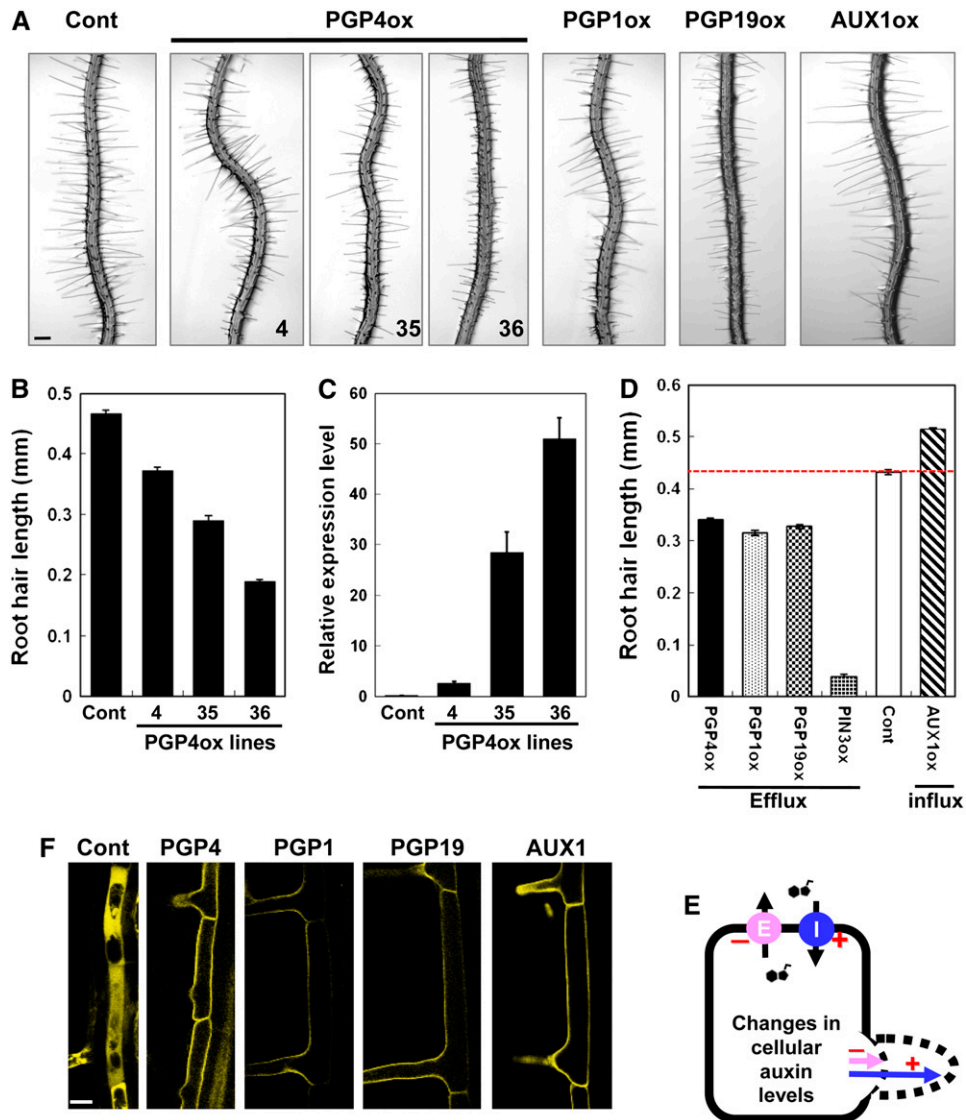 A Cont PGP4ox PGP1ox PGP19ox AUX1ox
4 35 36
B
Root hair length (mm)
0.5
0.4
0.3
0.2
0.1
0
Cont 4 35 36
PGP4ox lines
C
Relative expression level
60
50
40
30
20
10
0
Cont 4 35 36
PGP4ox lines
D
Root hair length (mm)
0.6
0.5
0.4
0.3
0.2
0.1
0
PGP4ox PGP1ox PGP19ox PIN3ox Cont AUX1ox
Efflux influx
F Cont PGP4 PGP1 PGP19 AUX1
E
E I
− +
Changes in
cellular
auxin
levels
− +